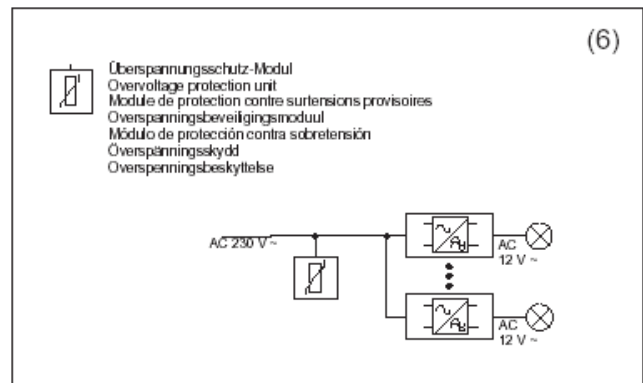 (6)
Überspannungsschutz-Modul
Overvoltage protection unit
Module de protection contre surtensions provisoires
Overspanningsbeveiligingsmoduul
Módulo de protección contra sobretensión
Överspänningsskydd
Overspenningsbeskyttelse
AC 230 V ~
AC
12 V ~
AC
12 V ~